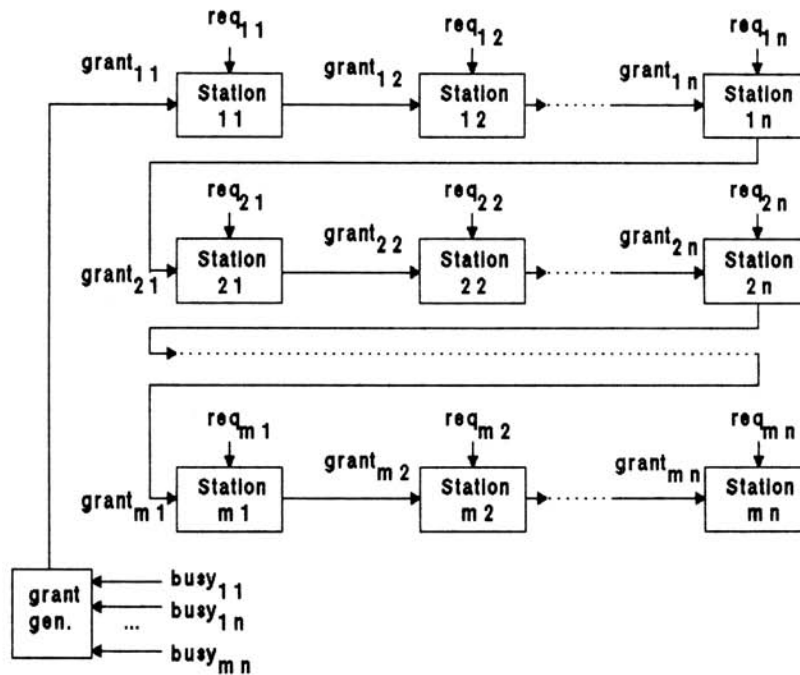 req11 req12 req1n
grant11 grant12 grant1n
Station Station Station
11 12 1n
req21 req22 req2n
grant22 grant2n
Station Station Station
grant21 21 22 2n
reqm1 reqm2 reqmn
grantm2 grantmn
Station Station Station
grantm1 m1 m2 mn
grant gen.
busy11
busy1n
...
busymn